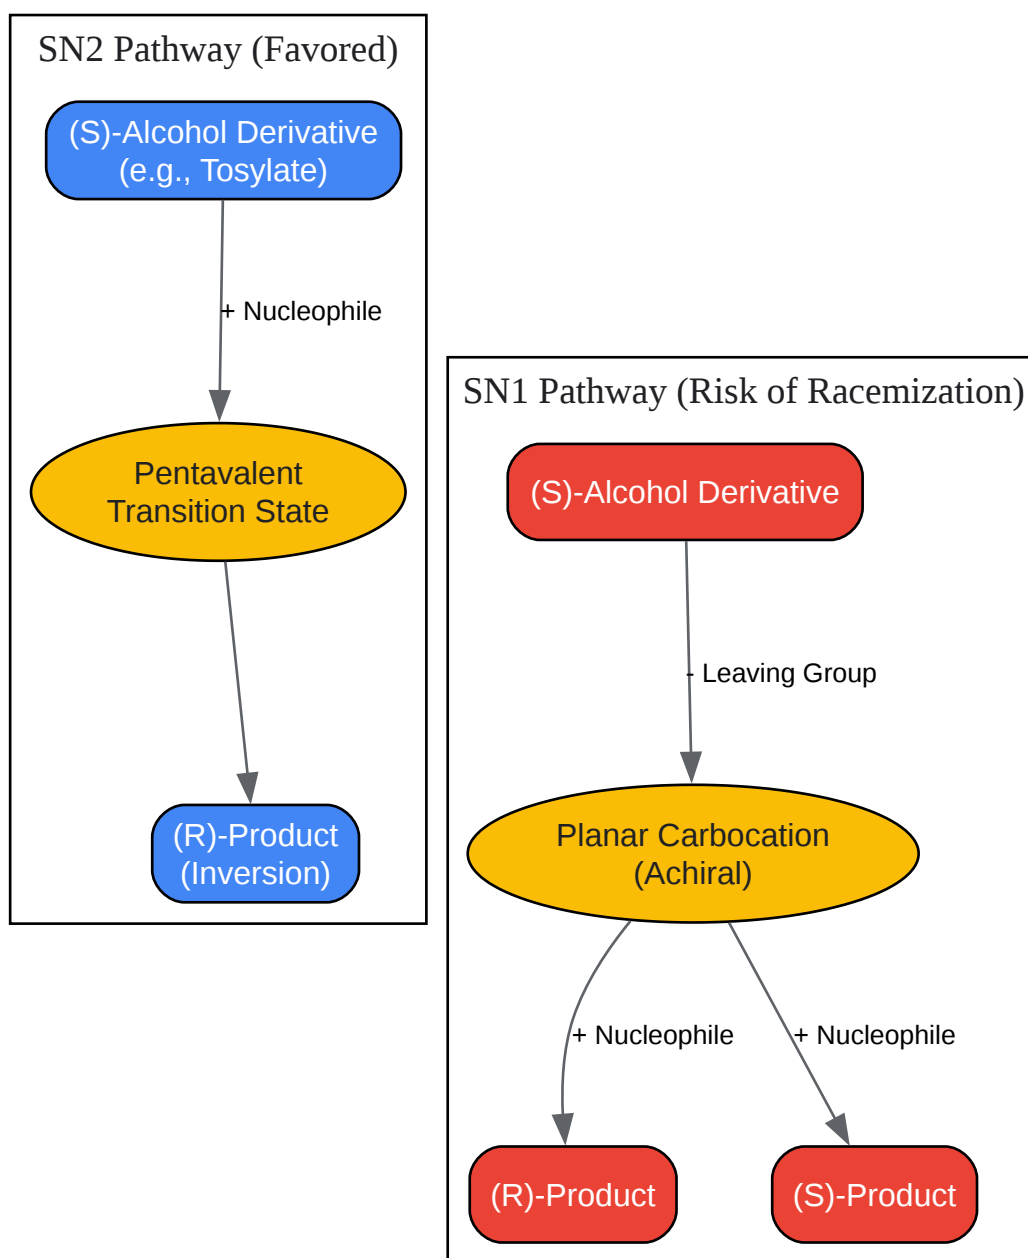 SN2 Pathway (Favored)
(S)-Alcohol Derivative
(e.g., Tosylate)
+ Nucleophile
Pentavalent
Transition State
(R)-Product
(Inversion)
SN1 Pathway (Risk of Racemization)
(S)-Alcohol Derivative
- Leaving Group
Planar Carbocation
(Achiral)
+ Nucleophile
+ Nucleophile
(R)-Product
(S)-Product